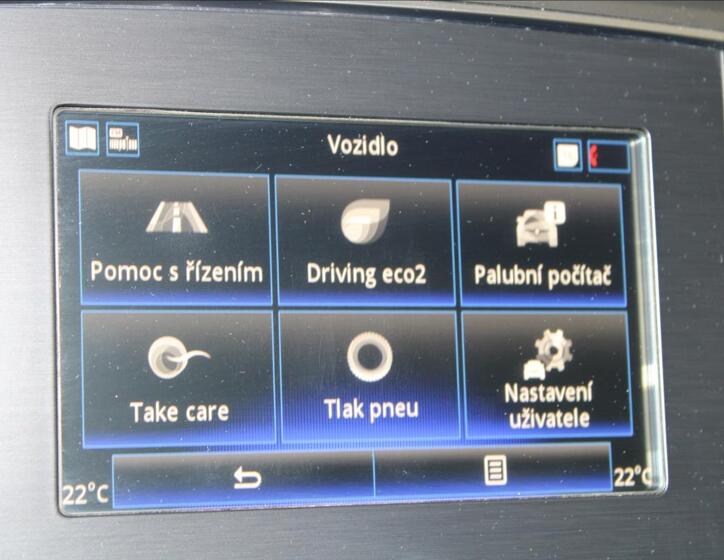 Vozidlo
Pomoc s řízením
Driving eco2
Palubní počítač
Take care
Tlak pneu
Nastavení
uživatele
22°C
22°C